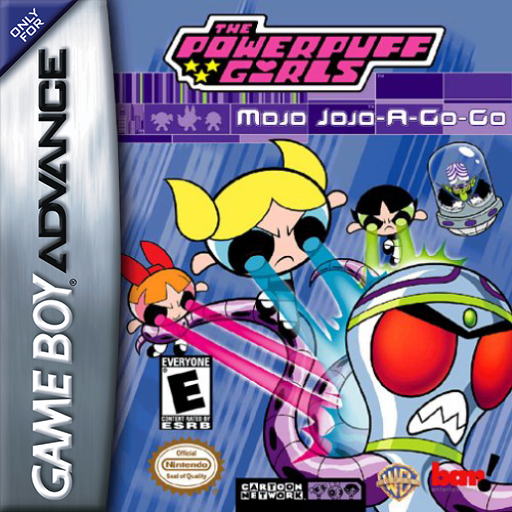 ONLY
FOR
GAME BOY ADVANCE
THE
POWERPUFF
GIRLS
MOJO JOJO-A-GO-GO
EVERYONE
E
CONTENT RATED BY
ESRB
Official
Nintendo
Seal of Quality
CARTOON
NETWORK
WB
bam!
entertainment